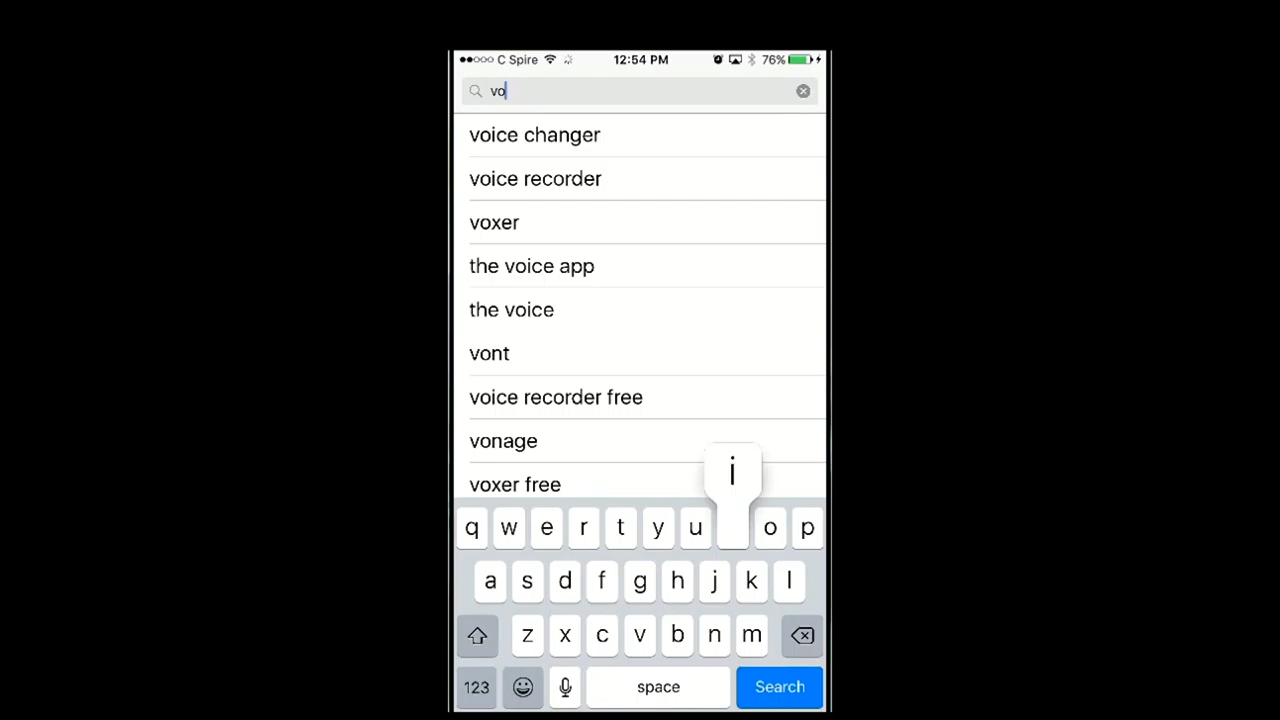 C Spire 12:54 PM 76%
vo
voice changer
voice recorder
voxer
the voice app
the voice
vont
voice recorder free
vonage
voxer free
i
q w e r t y u o p
a s d f g h j k l
z x c v b n m
123 space Search